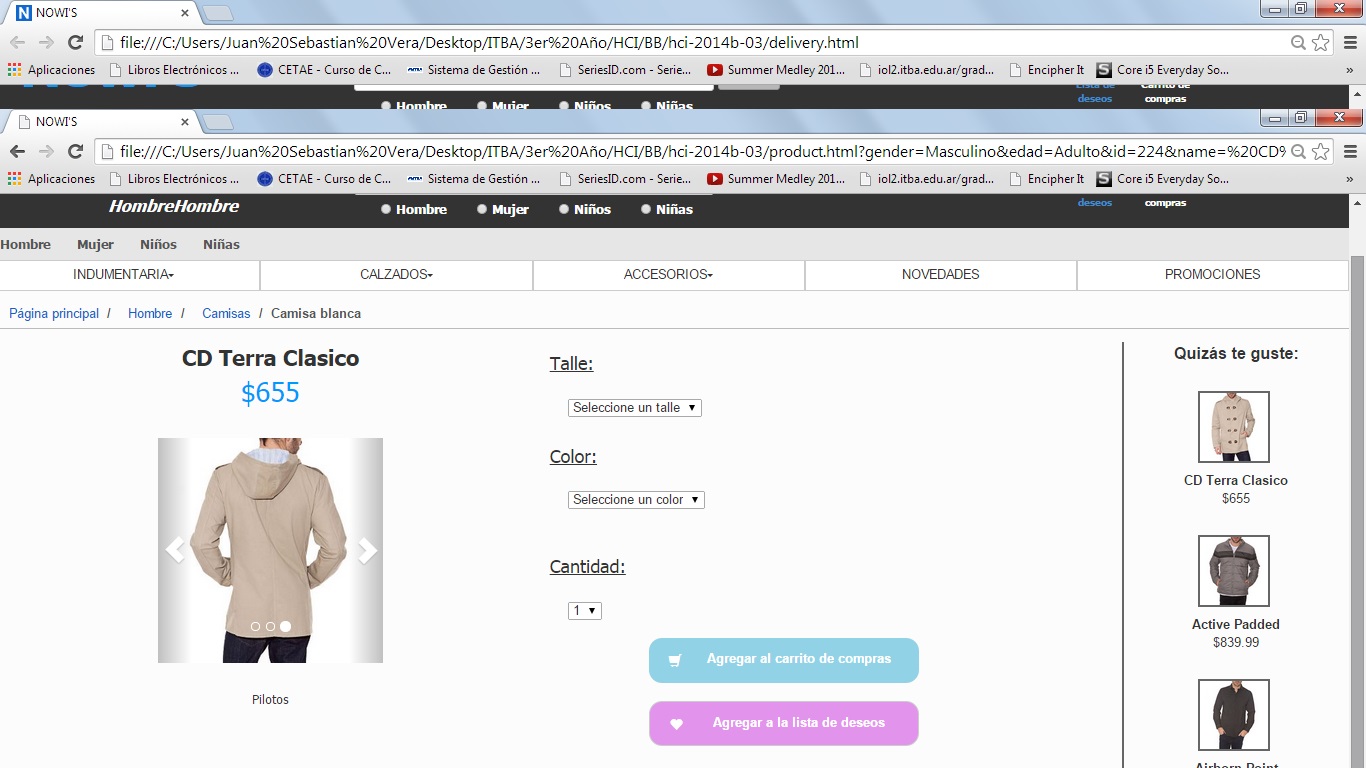 NOWI'S
file:///C:/Users/Juan%20Sebastian%20Vera/Desktop/ITBA/3er%20Año/HCI/BB/hci-2014b-03/delivery.html
Aplicaciones Libros Electrónicos ... CETAE - Curso de C... Sistema de Gestión ... SeriesID.com - Serie... Summer Medley 201... iol2.itba.edu.ar/grad... Encipher It Core i5 Everyday So... »
Hombre Mujer Niños Niñas
Lista de deseos
Carrito de compras
NOWI'S
file:///C:/Users/Juan%20Sebastian%20Vera/Desktop/ITBA/3er%20Año/HCI/BB/hci-2014b-03/product.html?gender=Masculino&edad=Adulto&id=224&name=%20CD%
Aplicaciones Libros Electrónicos ... CETAE - Curso de C... Sistema de Gestión ... SeriesID.com - Serie... Summer Medley 201... iol2.itba.edu.ar/grad... Encipher It Core i5 Everyday So... »
HombreHombre
Hombre Mujer Niños Niñas
deseos compras
Hombre Mujer Niños Niñas
INDUMENTARIA CALZADOS ACCESORIOS NOVEDADES PROMOCIONES
Página principal / Hombre / Camisas / Camisa blanca
CD Terra Clasico
$655
Pilotos
Talle:
Seleccione un talle
Color:
Seleccione un color
Cantidad:
1
Agregar al carrito de compras
Agregar a la lista de deseos
Quizás te guste:
CD Terra Clasico
$655
Active Padded
$839.99
Airborn Point